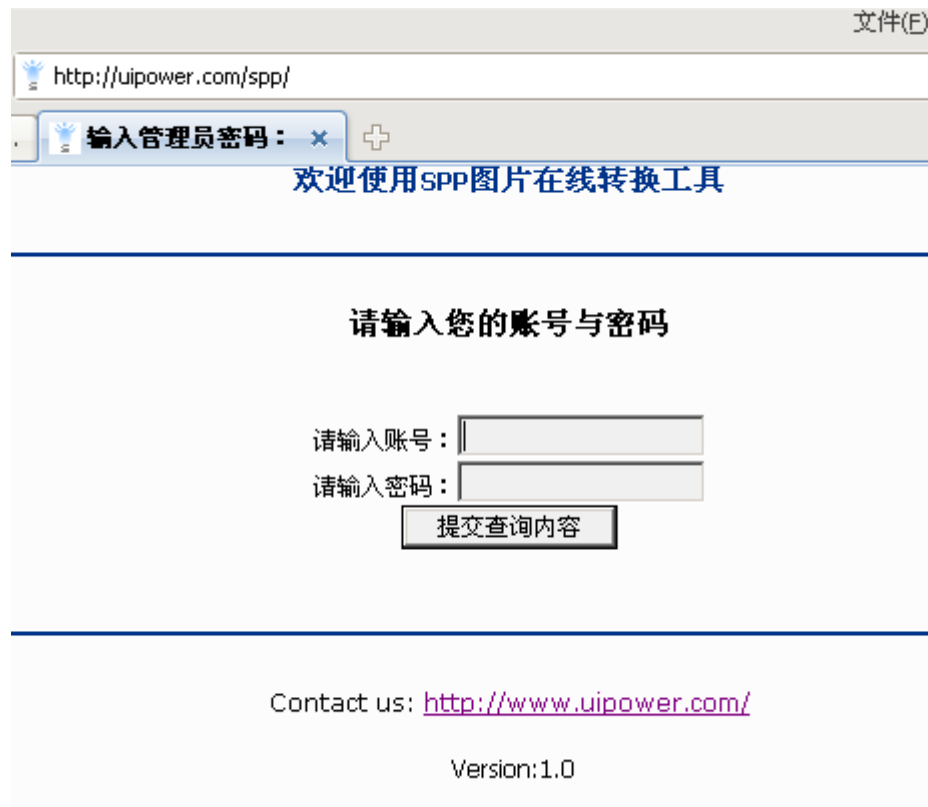 文件(F)
http://uipower.com/spp/
输入管理员密码：
欢迎使用SPP图片在线转换工具
请输入您的账号与密码
请输入账号：
请输入密码：
提交查询内容
Contact us: http://www.uipower.com/
Version:1.0